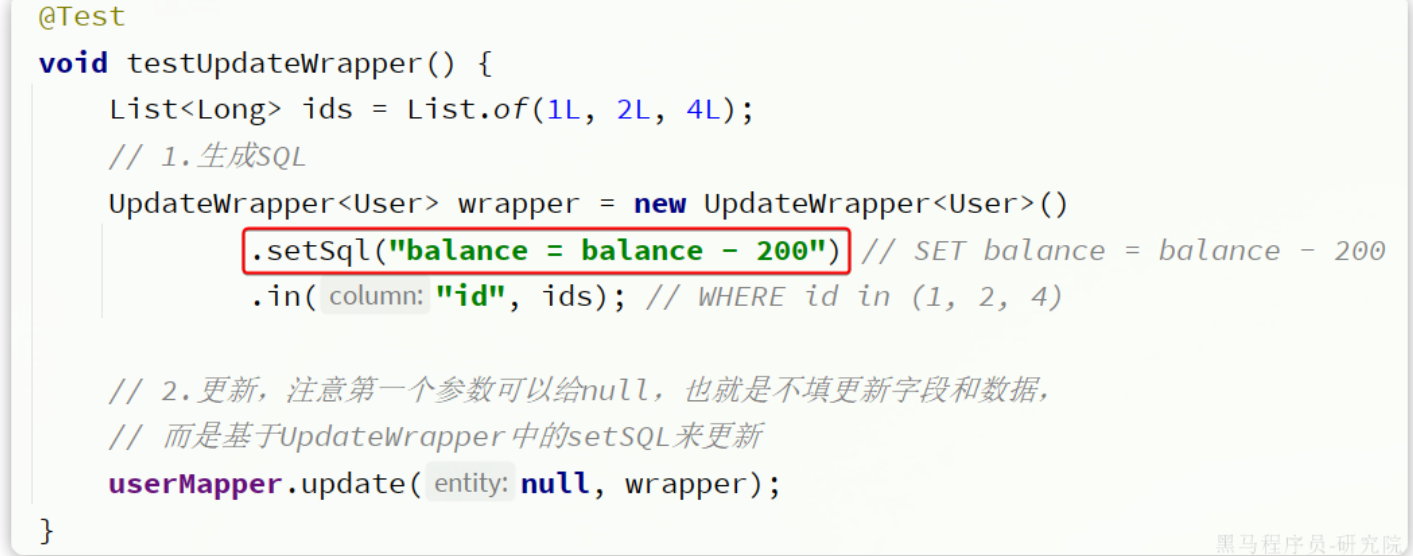 @Test
void testUpdateWrapper() {
List<Long> ids = List.of(1L, 2L, 4L);
// 1.生成SQL
UpdateWrapper<User> wrapper = new UpdateWrapper<User>()
.setSql("balance = balance - 200") // SET balance = balance - 200
.in( column: "id", ids); // WHERE id in (1, 2, 4)
// 2.更新，注意第一个参数可以给null，也就是不填更新字段和数据，
// 而是基于UpdateWrapper中的setSQL来更新
userMapper.update( entity: null, wrapper);
}
黑马程序员-研究院